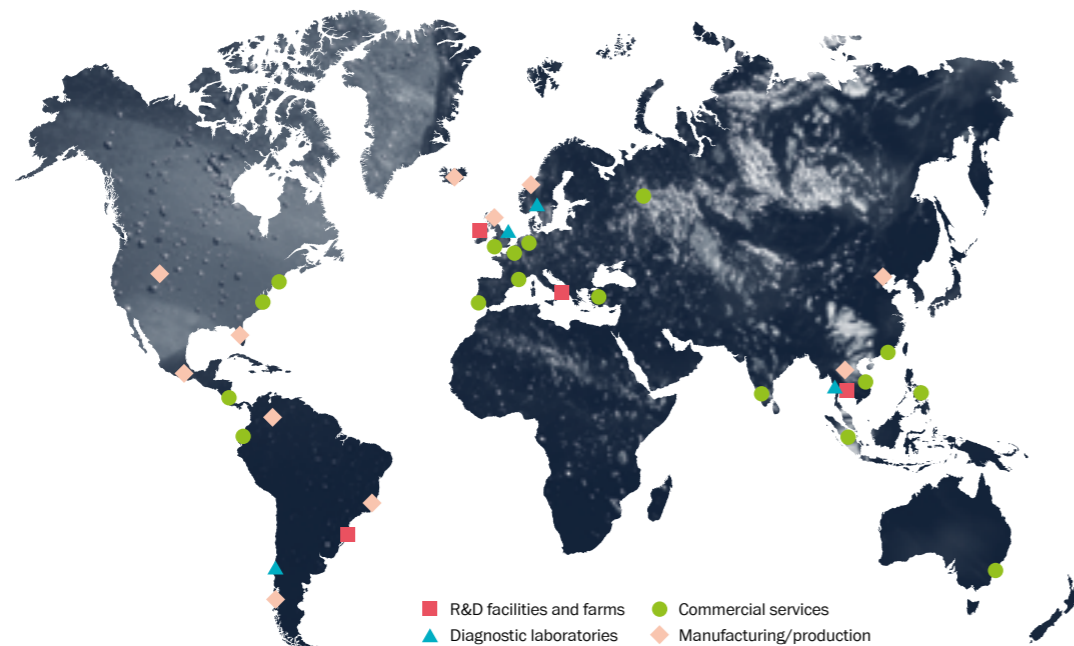 R&D facilities and farms
Diagnostic laboratories
Commercial services
Manufacturing/production